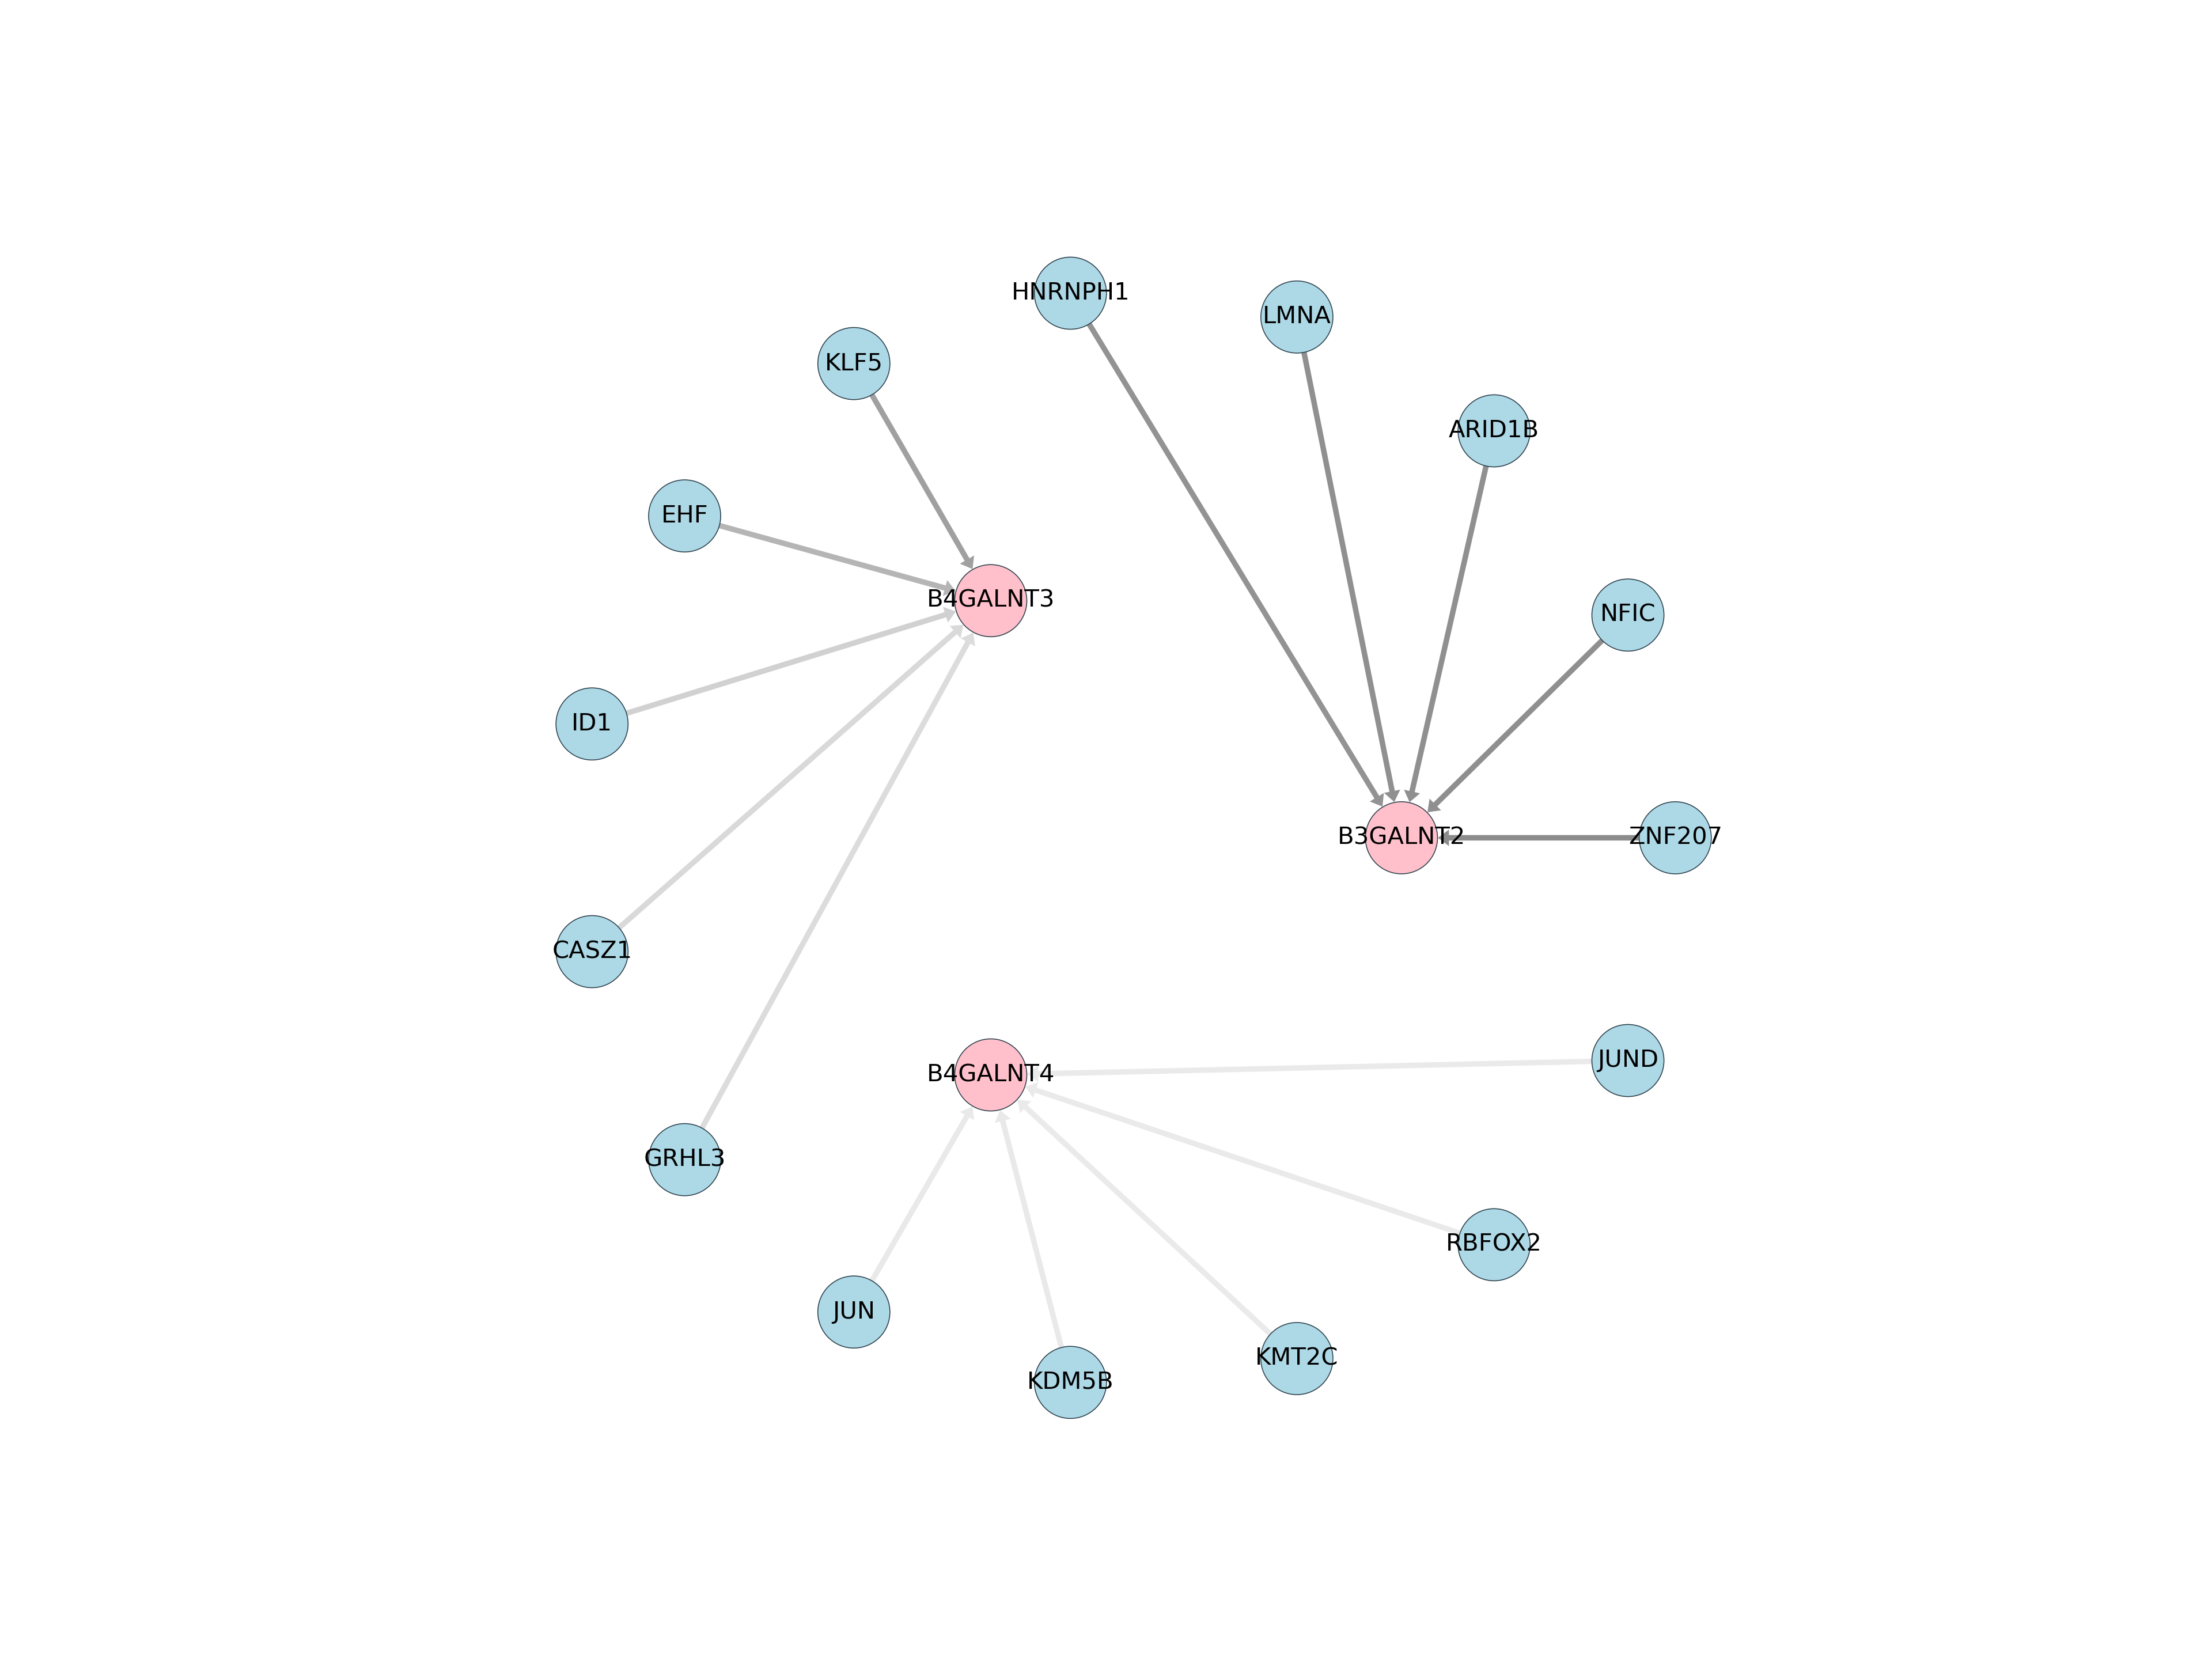 HNRNPH1
LMNA
KLF5
ARID1B
EHF
B4GALNT3
NFIC
ID1
B3GALNT2
ZNF207
CASZ1
JUND
B4GALNT4
GRHL3
RBFOX2
JUN
KMT2C
KDM5B